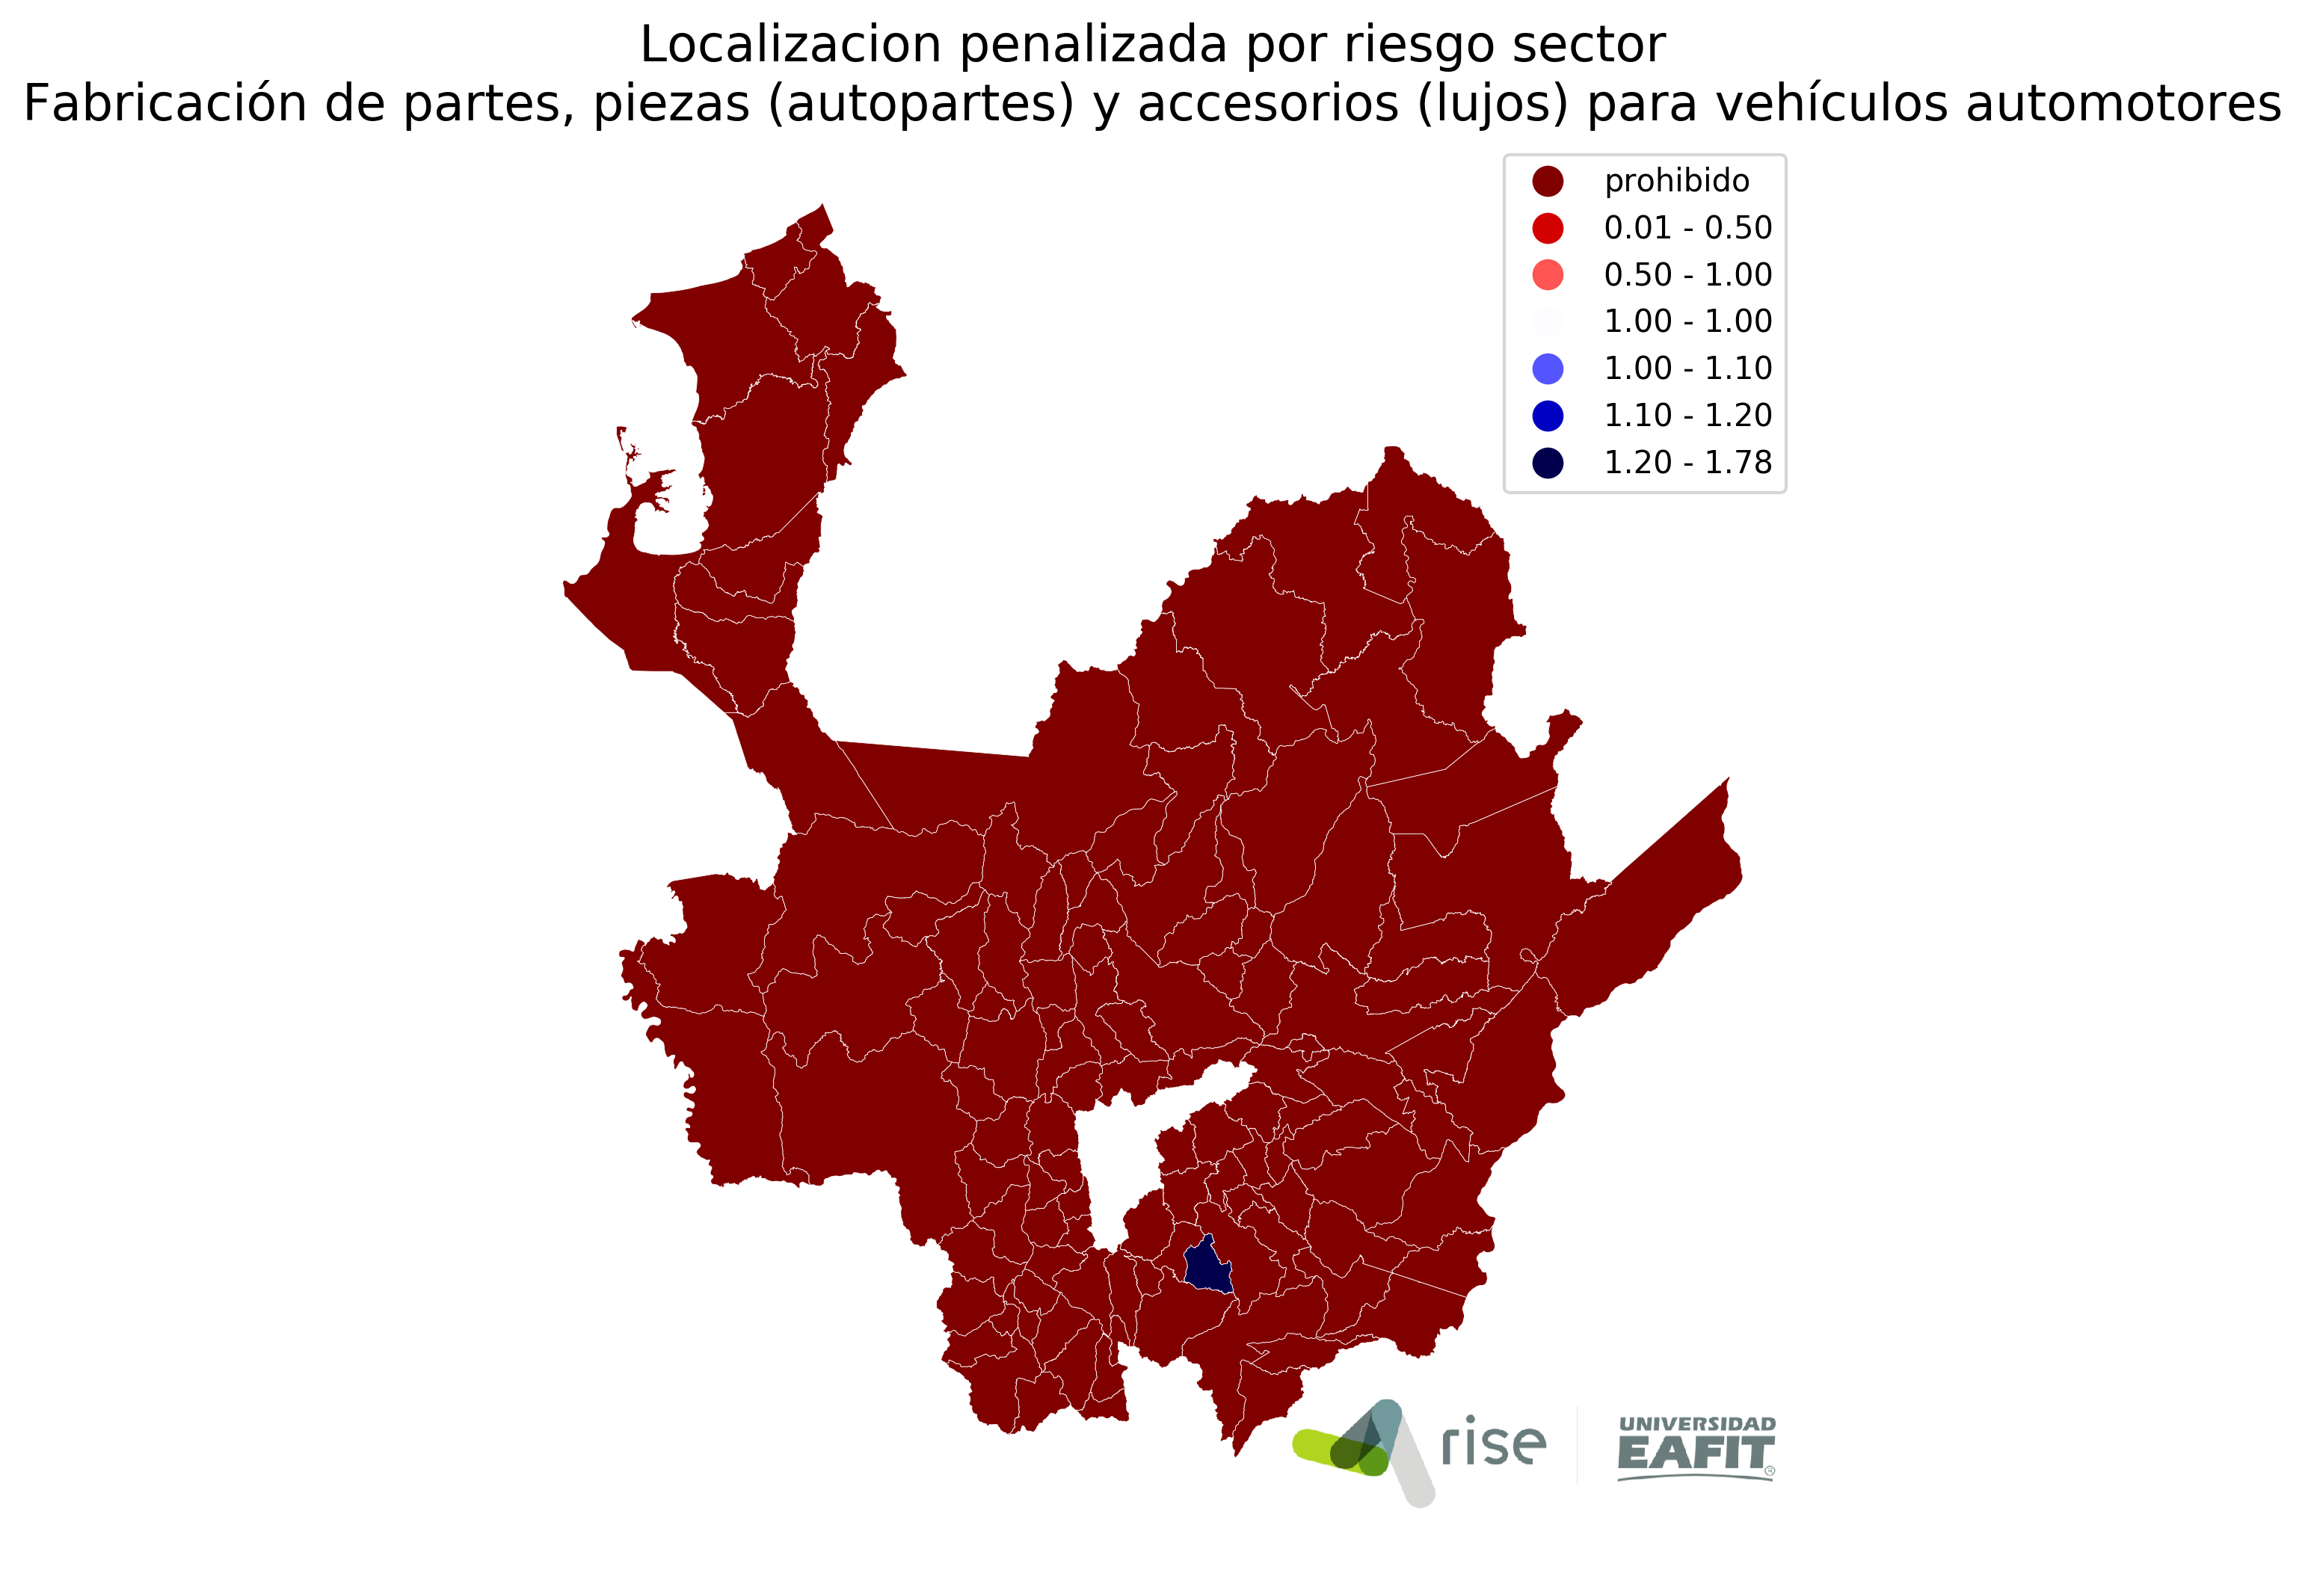 Localizacion penalizada por riesgo sector
Fabricación de partes, piezas (autopartes) y accesorios (lujos) para vehículos automotores
prohibido
0.01 - 0.50
0.50 - 1.00
1.00 - 1.00
1.00 - 1.10
1.10 - 1.20
1.20 - 1.78
rise
UNIVERSIDAD
EAFIT®